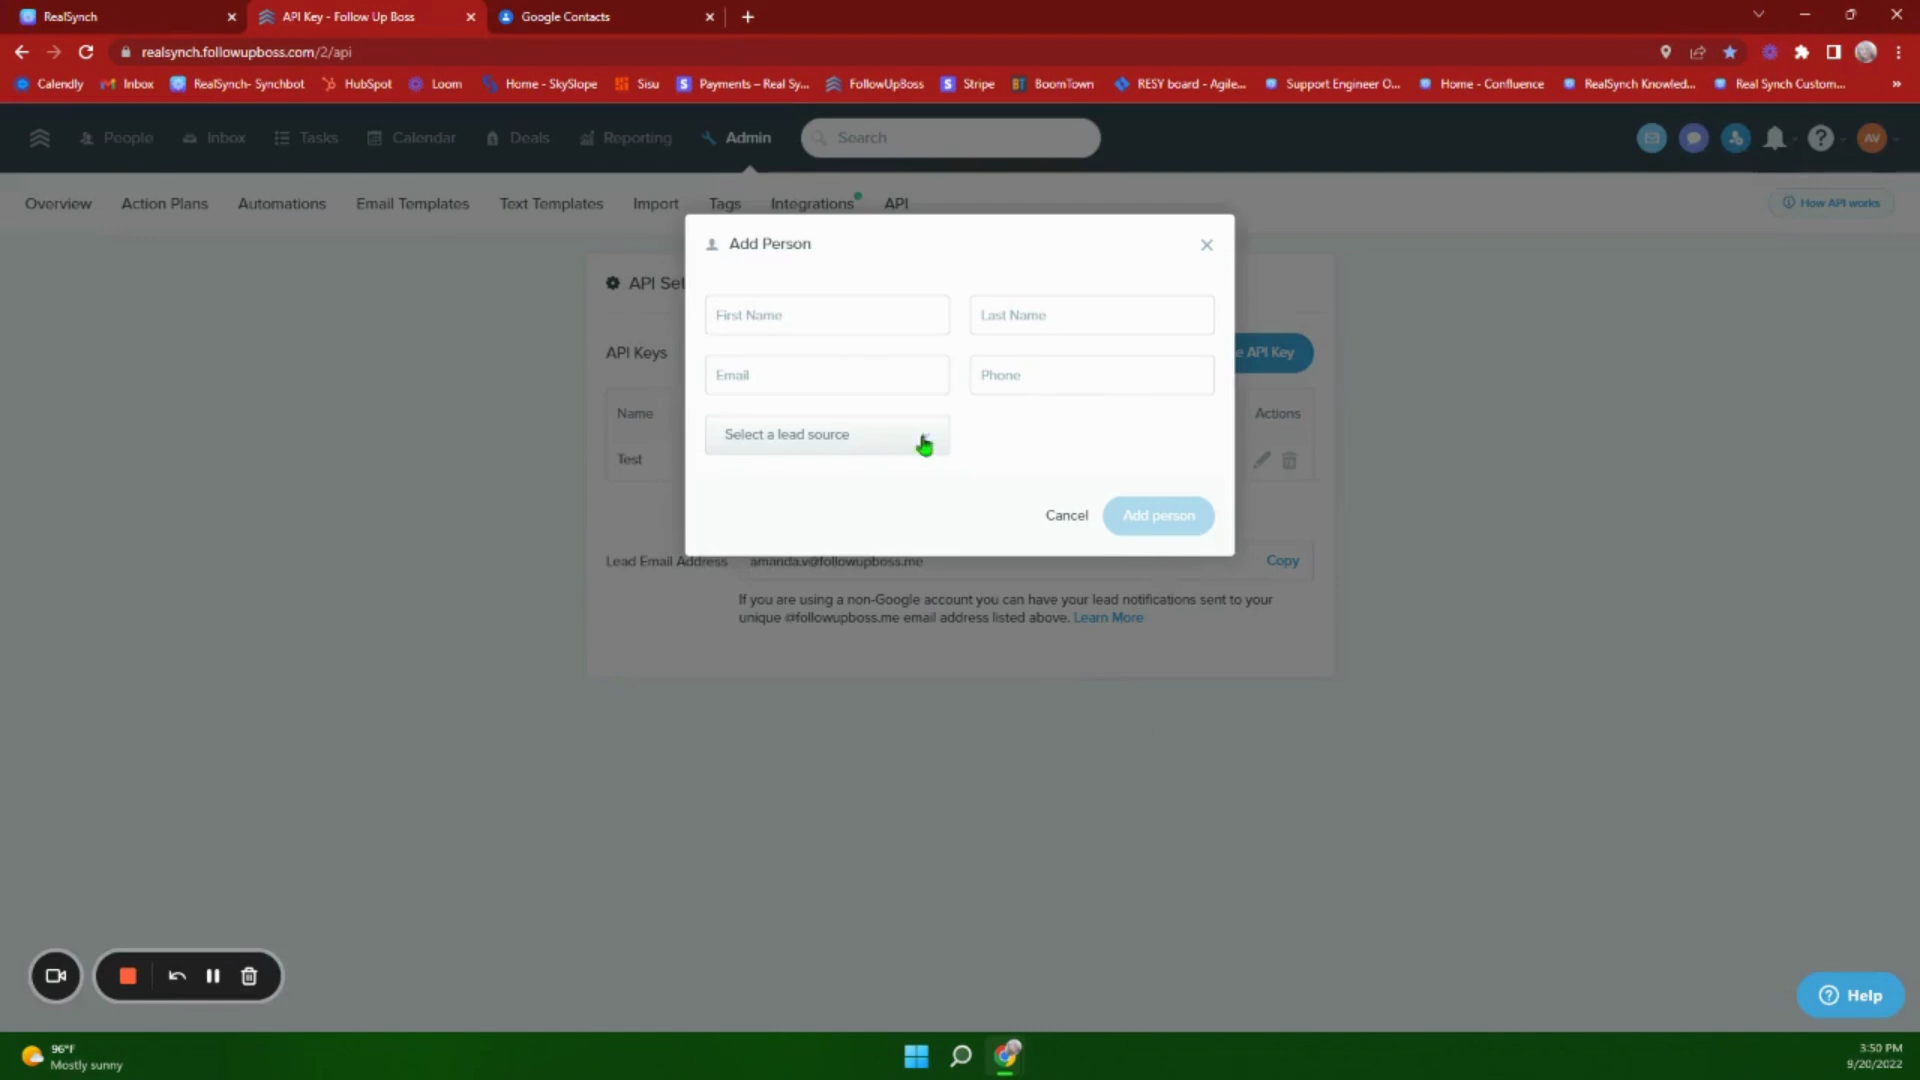 RealSynch
API Key - Follow Up Boss
Google Contacts
realsynch.followupboss.com/2/api
Calendly
Inbox
RealSynch- Synchbot
HubSpot
Loom
Home - SkySlope
Sisu
Payments – Real Sy...
FollowUpBoss
Stripe
BoomTown
RESY board - Agile...
Support Engineer O...
Home - Confluence
RealSynch Knowled...
Real Synch Custom...
People
Inbox
Tasks
Calendar
Deals
Reporting
Admin
Search
AV
Overview
Action Plans
Automations
Email Templates
Text Templates
Import
Tags
Integrations
API
How API works
Add Person
API Set
First Name
Last Name
API Keys
e API Key
Email
Phone
Name
Actions
Select a lead source
Test
Cancel
Add person
Lead Email Address
amanda.v@followupboss.me
Copy
If you are using a non-Google account you can have your lead notifications sent to your
unique @followupboss.me email address listed above. Learn More
Help
96°F
Mostly sunny
3:50 PM
9/20/2022